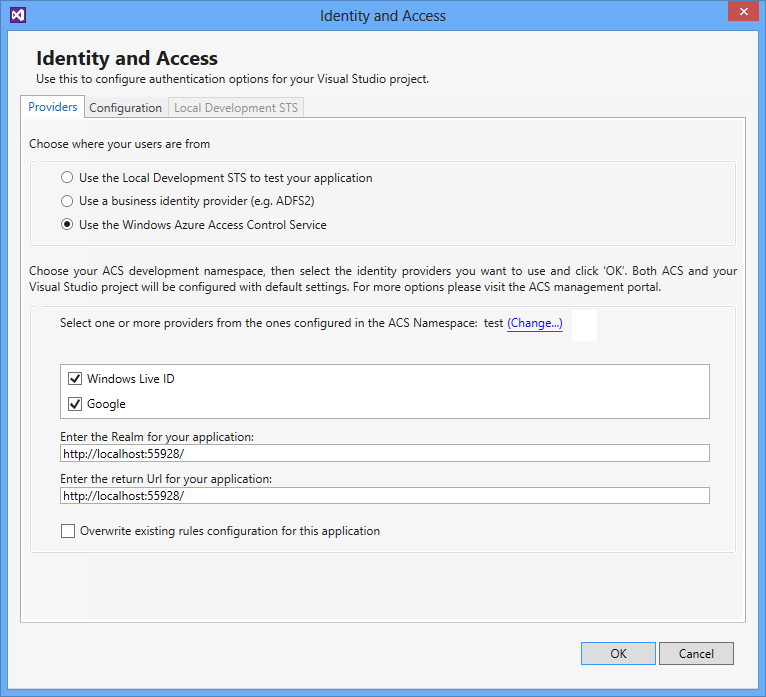 Identity and Access
Identity and Access
Use this to configure authentication options for your Visual Studio project.
Providers Configuration Local Development STS
Choose where your users are from
Use the Local Development STS to test your application
Use a business identity provider (e.g. ADFS2)
Use the Windows Azure Access Control Service
Choose your ACS development namespace, then select the identity providers you want to use and click ‘OK’. Both ACS and your
Visual Studio project will be configured with default settings. For more options please visit the ACS management portal.
Select one or more providers from the ones configured in the ACS Namespace: test (Change...)
Windows Live ID
Google
Enter the Realm for your application:
http://localhost:55928/
Enter the return Url for your application:
http://localhost:55928/
Overwrite existing rules configuration for this application
OK Cancel